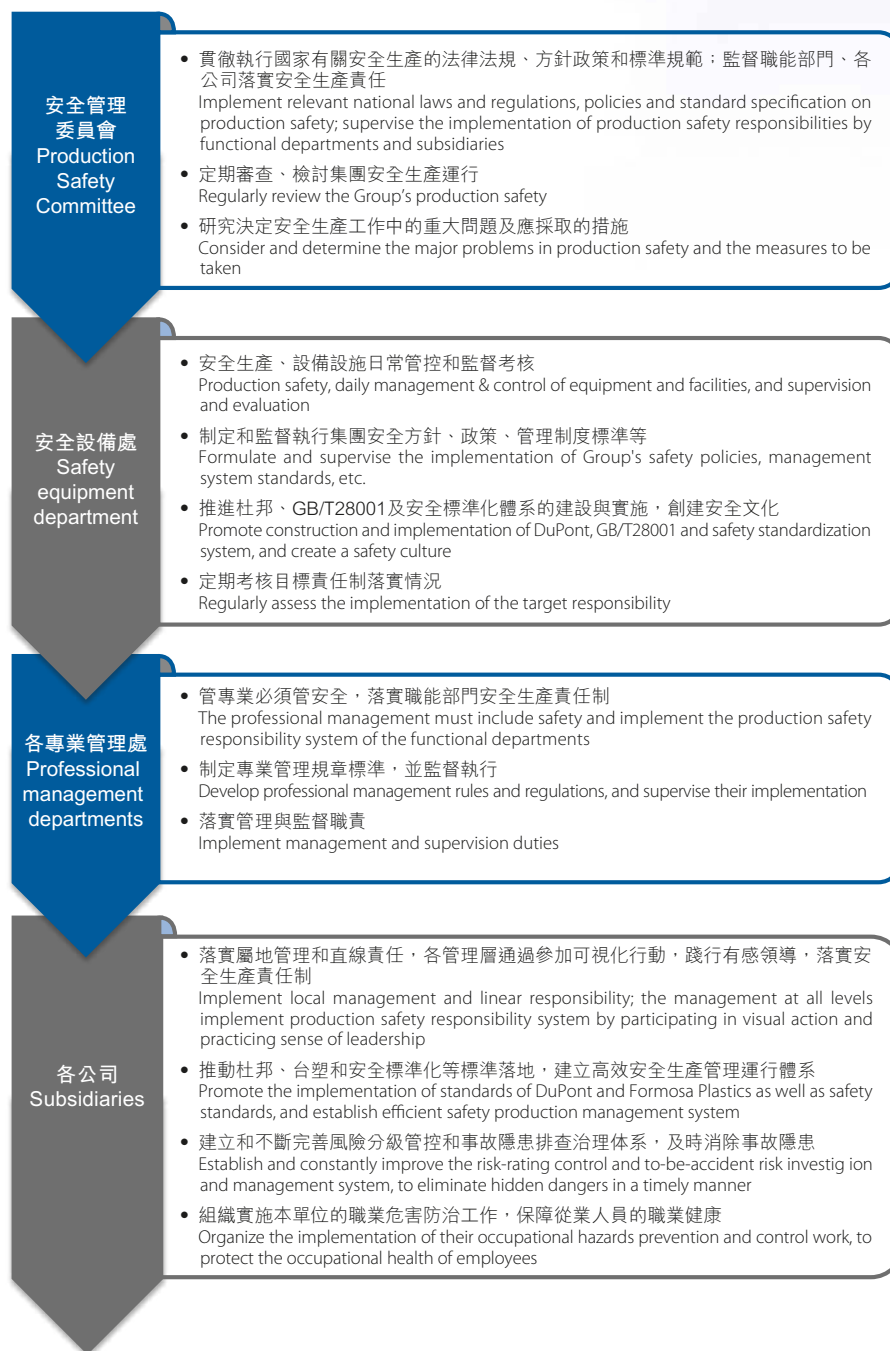 安全管理
委員會
Production
Safety
Committee
• 貫徹執行國家有關安全生產的法律法規、方針政策和標準規範；監督職能部門、各
公司落實安全生產責任
Implement relevant national laws and regulations, policies and standard specification on
production safety; supervise the implementation of production safety responsibilities by
functional departments and subsidiaries
• 定期審查、檢討集團安全生產運行
Regularly review the Group’s production safety
• 研究決定安全生產工作中的重大問題及應採取的措施
Consider and determine the major problems in production safety and the measures to be
taken
安全設備處
Safety
equipment
department
• 安全生產、設備設施日常管控和監督考核
Production safety, daily management & control of equipment and facilities, and supervision
and evaluation
• 制定和監督執行集團安全方針、政策、管理制度標準等
Formulate and supervise the implementation of Group's safety policies, management
system standards, etc.
• 推進杜邦、GB/T28001及安全標準化體系的建設與實施，創建安全文化
Promote construction and implementation of DuPont, GB/T28001 and safety standardization
system, and create a safety culture
• 定期考核目標責任制落實情況
Regularly assess the implementation of the target responsibility
各專業管理處
Professional
management
departments
• 管專業必須管安全，落實職能部門安全生產責任制
The professional management must include safety and implement the production safety
responsibility system of the functional departments
• 制定專業管理規章標準，並監督執行
Develop professional management rules and regulations, and supervise their implementation
• 落實管理與監督職責
Implement management and supervision duties
各公司
Subsidiaries
• 落實屬地管理和直線責任，各管理層通過參加可視化行動，踐行有感領導，落實安
全生產責任制
Implement local management and linear responsibility; the management at all levels
implement production safety responsibility system by participating in visual action and
practicing sense of leadership
• 推動杜邦、台塑和安全標準化等標準落地，建立高效安全生產管理運行體系
Promote the implementation of standards of DuPont and Formosa Plastics as well as safety
standards, and establish efficient safety production management system
• 建立和不斷完善風險分級管控和事故隱患排查治理体系，及時消除事故隱患
Establish and constantly improve the risk-rating control and to-be-accident risk investig ion
and management system, to eliminate hidden dangers in a timely manner
• 組織實施本單位的職業危害防治工作，保障從業人員的職業健康
Organize the implementation of their occupational hazards prevention and control work, to
protect the occupational health of employees